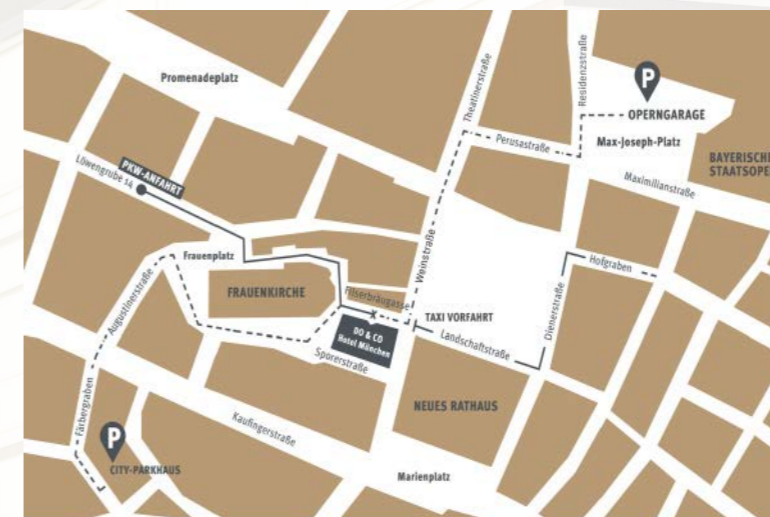 Promenadeplatz
Theatinerstraße
Residenzstraße
P
OPERNGARAGE
Perusastraße
Max-Joseph-Platz
BAYERISCHE
STAATSOPE
PKW-ANFAHRT
Löwengrube 14
Maximilianstraße
Frauenplatz
Weinstraße
Hofgraben
Augustinerstraße
FRAUENKIRCHE
Filserbräugasse
TAXI VORFAHRT
Dienerstraße
DO & CO
Hotel München
Landschaftstraße
Sporerstraße
Färbergraben
Kaufingerstraße
NEUES RATHAUS
P
CITY-PARKHAUS
Marienplatz